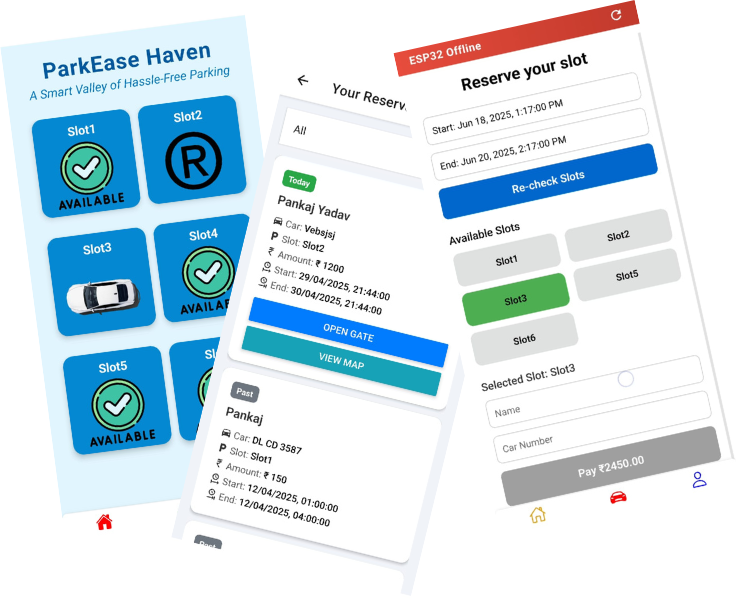 ParkEase Haven
A Smart Valley of Hassle-Free Parking
Slot1
AVAILABLE
Slot2
R
Slot3
Slot4
AVAILA
Slot5
AVAILABLE
Your Reserv
All
Today
Pankaj Yadav
Car: Vebsjsj
P Slot: Slot2
₹ Amount: ₹ 1200
Start: 29/04/2025, 21:44:00
End: 30/04/2025, 21:44:00
OPEN GATE
VIEW MAP
Past
Pankaj
Car: DL CD 3587
P Slot: Slot1
₹ Amount: ₹ 150
Start: 12/04/2025, 01:00:00
End: 12/04/2025, 04:00:00
Past
ESP32 Offline
Reserve your slot
Start: Jun 18, 2025, 1:17:00 PM
End: Jun 20, 2025, 2:17:00 PM
Re-check Slots
Available Slots
Slot1
Slot2
Slot3
Slot5
Slot6
Selected Slot: Slot3
Name
Car Number
Pay ₹2450.00